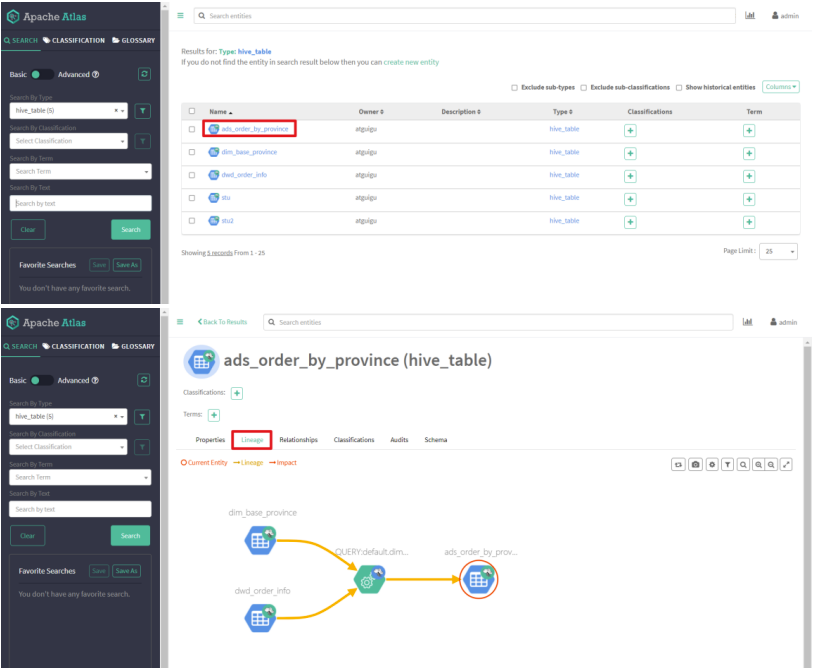 Apache Atlas
SEARCH CLASSIFICATION GLOSSARY
Basic Advanced
Search By Type
hive_table (5)
Search By Classification
Select Classification
Search By Term
Search Term
Search By Text
Search by text
Clear Search
Favorite Searches Save Save As
You don't have any favorite search.
Search entities
admin
Results for: Type: hive_table
If you do not find the entity in search result below then you can create new entity
Exclude sub-types Exclude sub-classifications Show historical entities Columns
Name Owner Description Type Classifications Term
ads_order_by_province atguigu hive_table
dim_base_province atguigu hive_table
dwd_order_info atguigu hive_table
stu atguigu hive_table
stu2 atguigu hive_table
Showing 5 records From 1 - 25
Page Limit : 25
Apache Atlas
SEARCH CLASSIFICATION GLOSSARY
Basic Advanced
Search By Type
hive_table (5)
Search By Classification
Select Classification
Search By Term
Search Term
Search By Text
Search by text
Clear Search
Favorite Searches Save Save As
You don't have any favorite search.
Back To Results Search entities
admin
ads_order_by_province (hive_table)
Classifications:
Terms:
Properties Lineage Relationships Classifications Audits Schema
Current Entity Lineage Impact
dim_base_province
QUERY:default.dim... ads_order_by_prov...
dwd_order_info